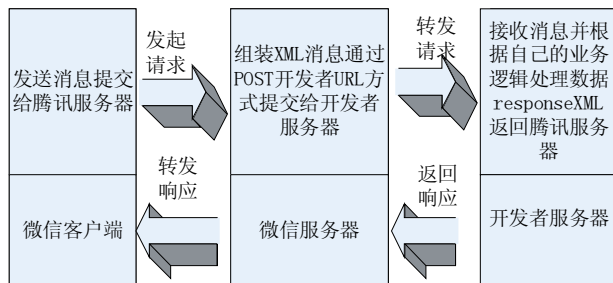 发送消息提交
给腾讯服务器
发起
请求
组装XML消息通过
POST开发者URL方
式提交给开发者
服务器
转发
请求
接收消息并根
据自己的业务
逻辑处理数据
responseXML
返回腾讯服务
器
微信客户端
转发
响应
微信服务器
返回
响应
开发者服务器